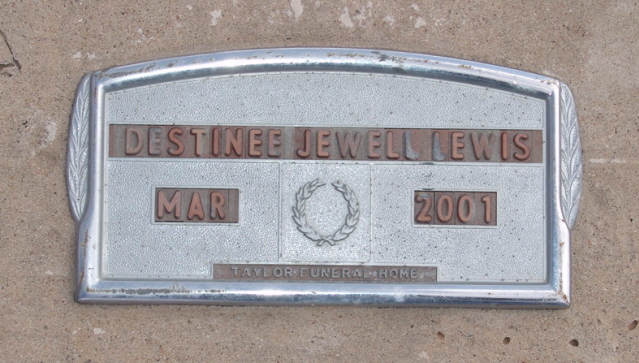 DESTINEE JEWELL LEWIS
MAR 2001
TAYLOR FUNERAL HOME